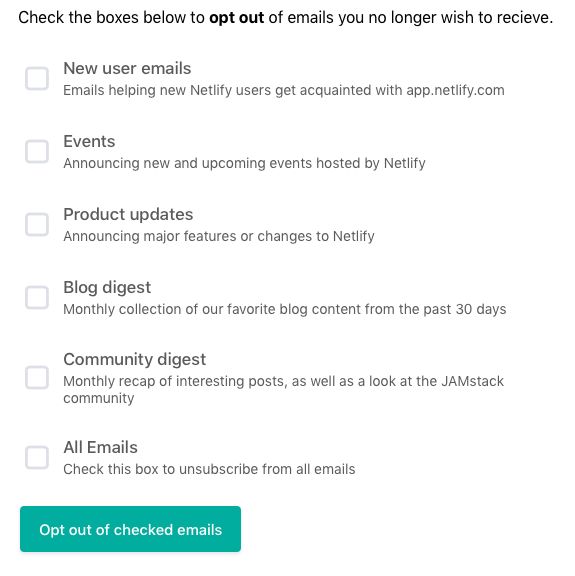 Check the boxes below to opt out of emails you no longer wish to recieve.
New user emails
Emails helping new Netlify users get acquainted with app.netlify.com
Events
Announcing new and upcoming events hosted by Netlify
Product updates
Announcing major features or changes to Netlify
Blog digest
Monthly collection of our favorite blog content from the past 30 days
Community digest
Monthly recap of interesting posts, as well as a look at the JAMstack
community
All Emails
Check this box to unsubscribe from all emails
Opt out of checked emails